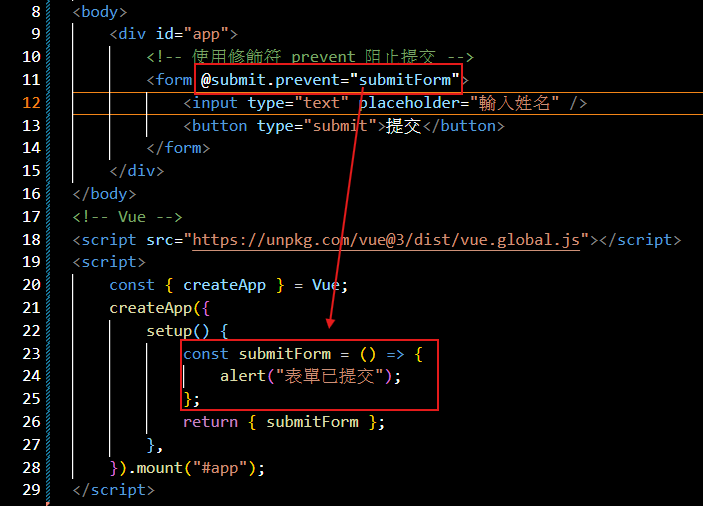 8 <body>
9 <div id="app">
10 <!-- 使用修飾符 prevent 阻止提交 -->
11 <form @submit.prevent="submitForm">
12 <input type="text" placeholder="輸入姓名" />
13 <button type="submit">提交</button>
14 </form>
15 </div>
16 </body>
17 <!-- Vue -->
18 <script src="https://unpkg.com/vue@3/dist/vue.global.js"></script>
19 <script>
20 const { createApp } = Vue;
21 createApp({
22 setup() {
23 const submitForm = () => {
24 alert("表單已提交");
25 };
26 return { submitForm };
27 },
28 }).mount("#app");
29 </script>